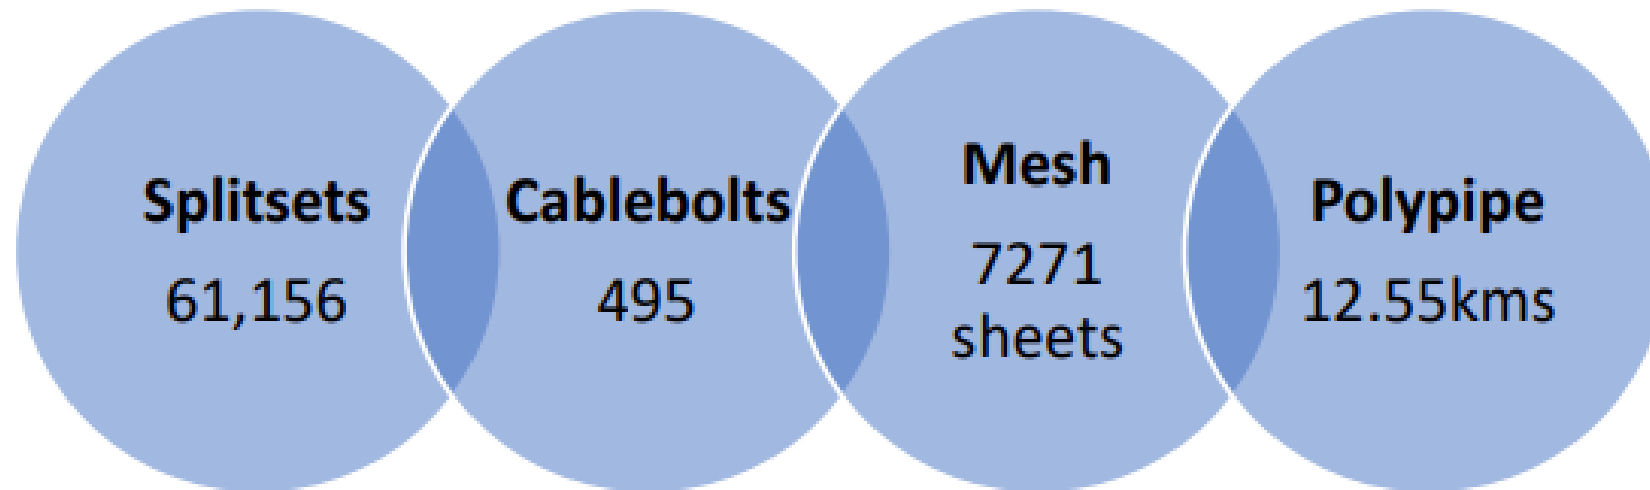 Splitsets
61,156
Cablebolts
495
Mesh
7271
sheets
Polypipe
12.55kms